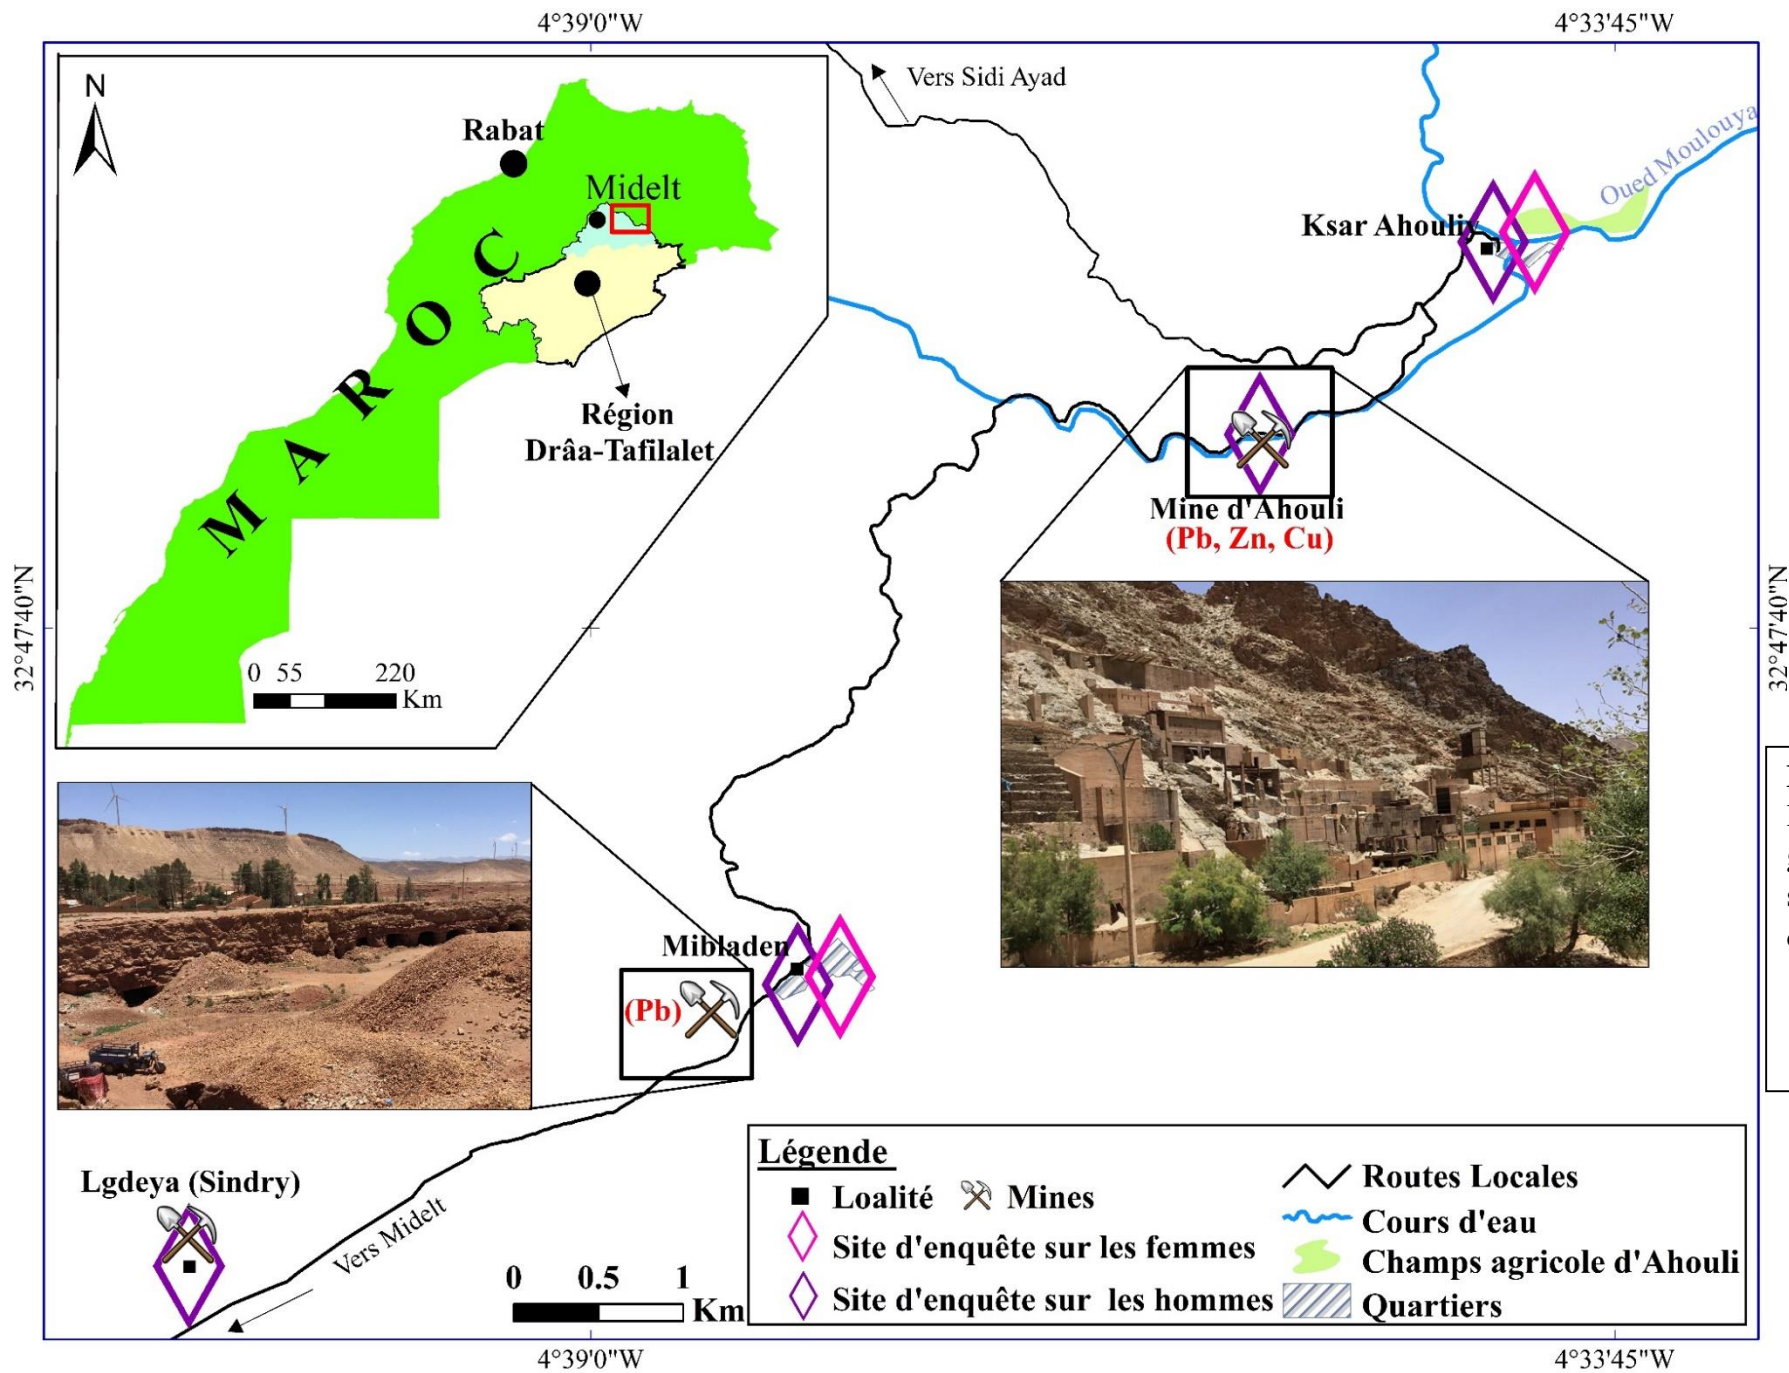 4°39'0"W
4°33'45"W
N
Vers Sidi Ayad
Rabat
Midelt
Oued Moulouya
Ksar Ahouliy
MAROC
Région
Drâa-Tafilalet
Mine d'Ahouli
(Pb, Zn, Cu)
32°47'40"N
32°47'40"N
0 55 220
Km
Mibladen
(Pb)
Lgdeya (Sindry)
Vers Midelt
0 0.5 1
Km
Légende
Loalité
Mines
Site d'enquête sur les femmes
Site d'enquête sur les hommes
Routes Locales
Cours d'eau
Champs agricole d'Ahouli
Quartiers
4°39'0"W
4°33'45"W